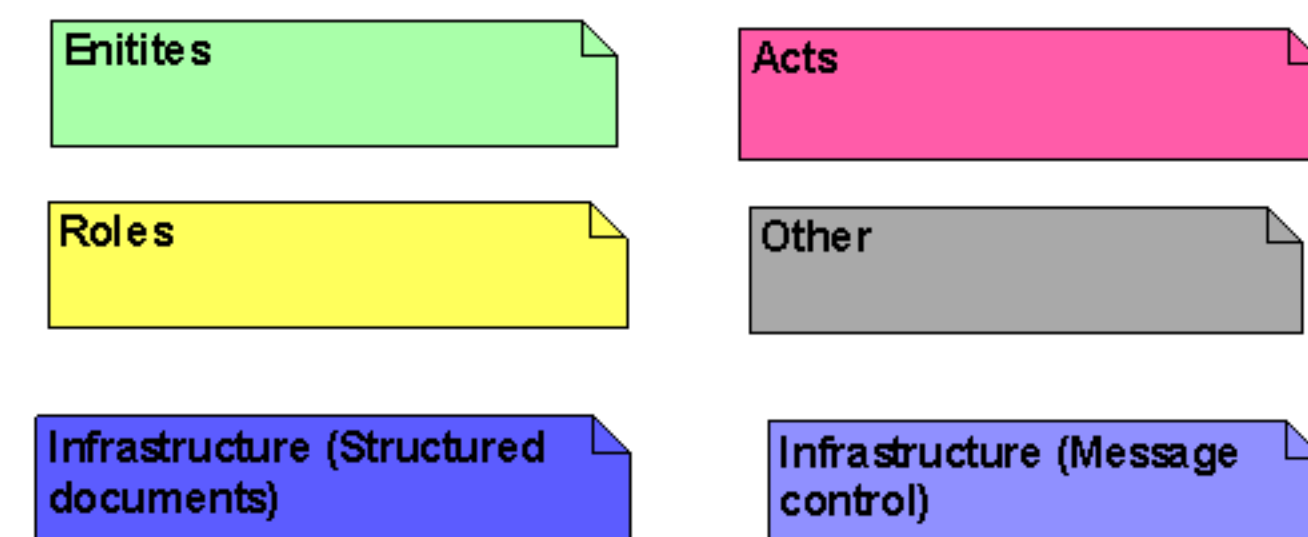 Enitites
Acts
Roles
Other
Infrastructure (Structured
documents)
Infrastructure (Message
control)